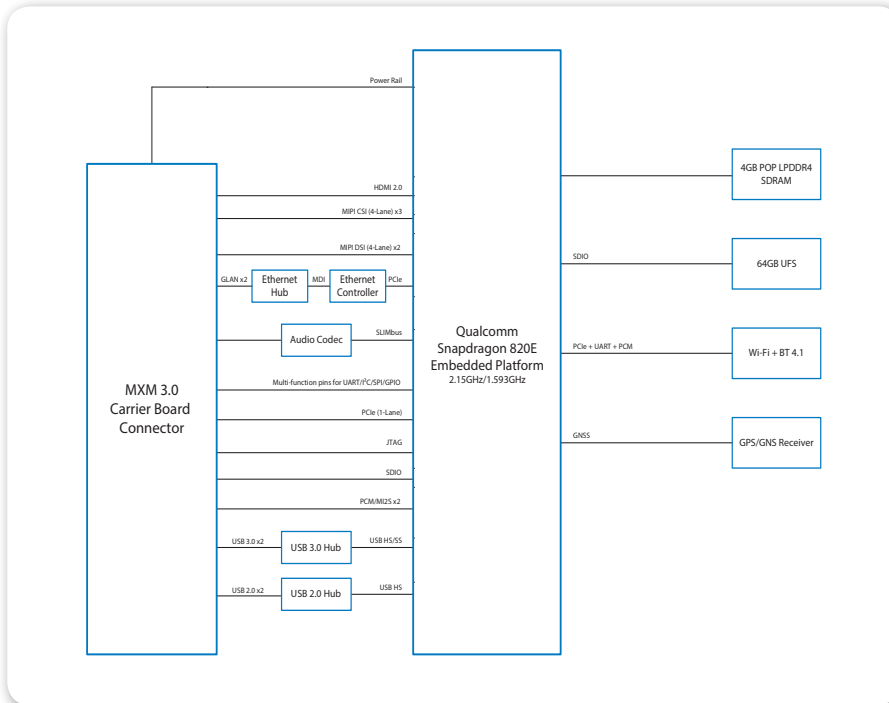 Power Rail
4GB POP LPDDR4
SDRAM
HDMI 2.0
MIPI CSI (4-Lane) x3
MIPI DSI (4-Lane) x2
SDIO
64GB UFS
GLAN x2
Ethernet
Hub
MDI
Ethernet
Controller
PCIe
Audio Codec
SLIMbus
Qualcomm
Snapdragon 820E
Embedded Platform
2.15GHz/1.593GHz
PCIe + UART + PCM
Wi-Fi + BT 4.1
MXM 3.0
Carrier Board
Connector
Multi-function pins for UART/I²C/SPI/GPIO
PCIe (1-Lane)
JTAG
GNSS
GPS/GNS Receiver
SDIO
PCM/MI2S x2
USB 3.0 x2
USB 3.0 Hub
USB HS/SS
USB 2.0 x2
USB 2.0 Hub
USB HS